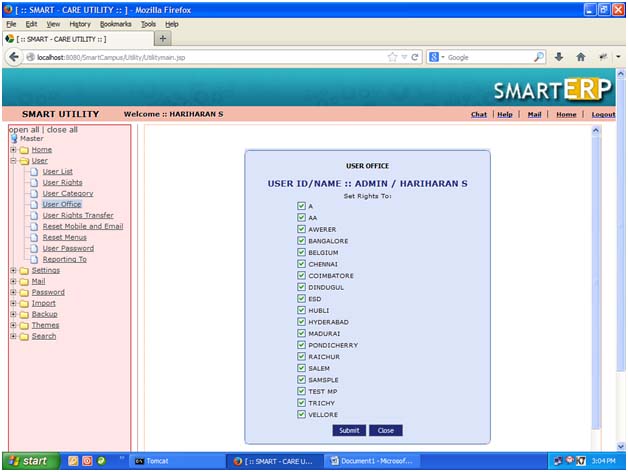 [ :: SMART - CARE UTILITY :: ] - Mozilla Firefox
File Edit View History Bookmarks Tools Help
[ :: SMART - CARE UTILITY :: ]
localhost:8080/SmartCampus/Utility/Utilitymain.jsp
Google
SMARTERP
SMART UTILITY Welcome :: HARIHARAN S Chat | Help | Mail | Home | Logout
open all | close all
Master
Home
User
User List
User Rights
User Category
User Office
User Rights Transfer
Reset Mobile and Email
Reset Menus
User Password
Reporting To
Settings
Mail
Password
Import
Backup
Themes
Search
USER OFFICE
USER ID/NAME :: ADMIN / HARIHARAN S
Set Rights To:
A
AA
AWERER
BANGALORE
BELGIUM
CHENNAI
COIMBATORE
DINDUGUL
ESD
HUBLI
HYDERABAD
MADURAI
PONDICHERRY
RAICHUR
SALEM
SAMSPLE
TEST MP
TRICHY
VELLORE
Submit Close
start Tomcat [ :: SMART - CARE U... Document1 - Microsof... 3:04 PM